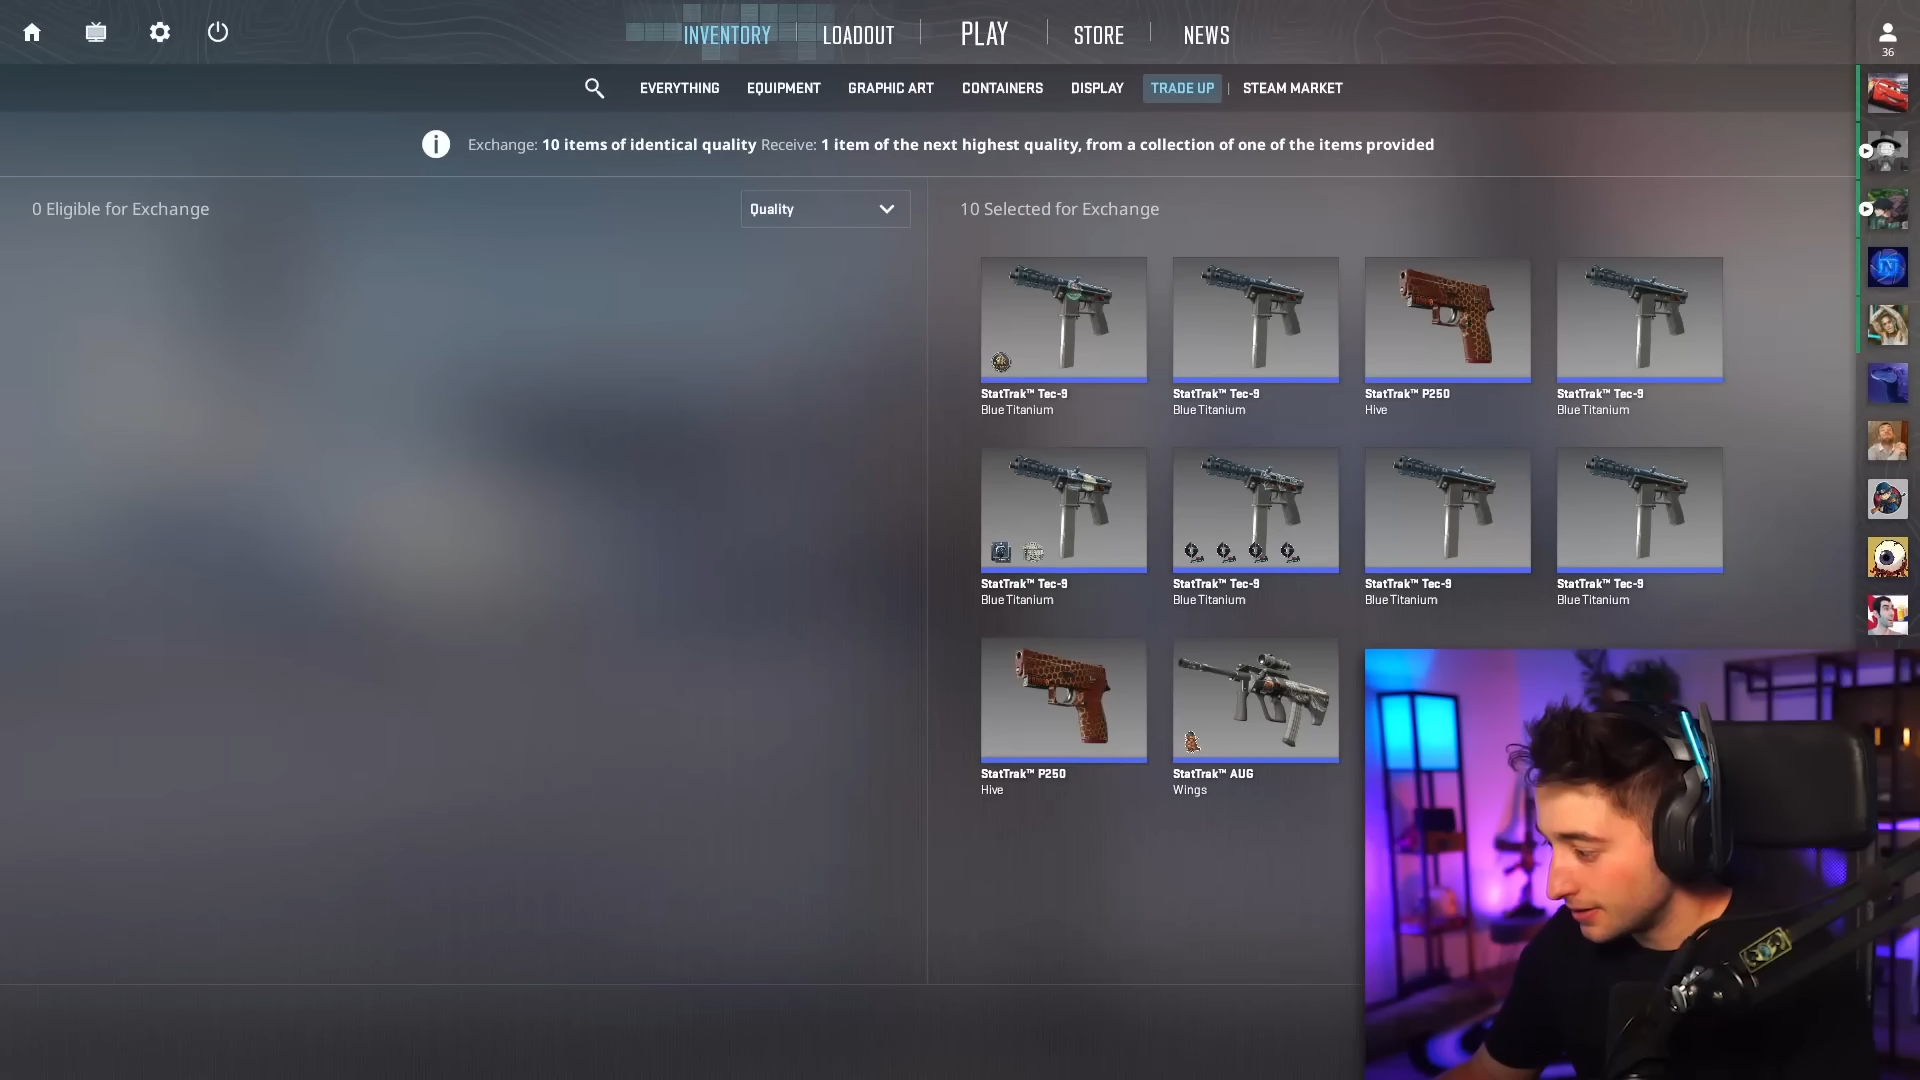 INVENTORY
LOADOUT
PLAY
STORE
NEWS
36
EVERYTHING
EQUIPMENT
GRAPHIC ART
CONTAINERS
DISPLAY
TRADE UP
STEAM MARKET
Exchange: 10 items of identical quality Receive: 1 item of the next highest quality, from a collection of one of the items provided
0 Eligible for Exchange
Quality
10 Selected for Exchange
StatTrak™ Tec-9
Blue Titanium
StatTrak™ Tec-9
Blue Titanium
StatTrak™ P250
Hive
StatTrak™ Tec-9
Blue Titanium
StatTrak™ Tec-9
Blue Titanium
StatTrak™ Tec-9
Blue Titanium
StatTrak™ Tec-9
Blue Titanium
StatTrak™ Tec-9
Blue Titanium
StatTrak™ P250
Hive
StatTrak™ AUG
Wings